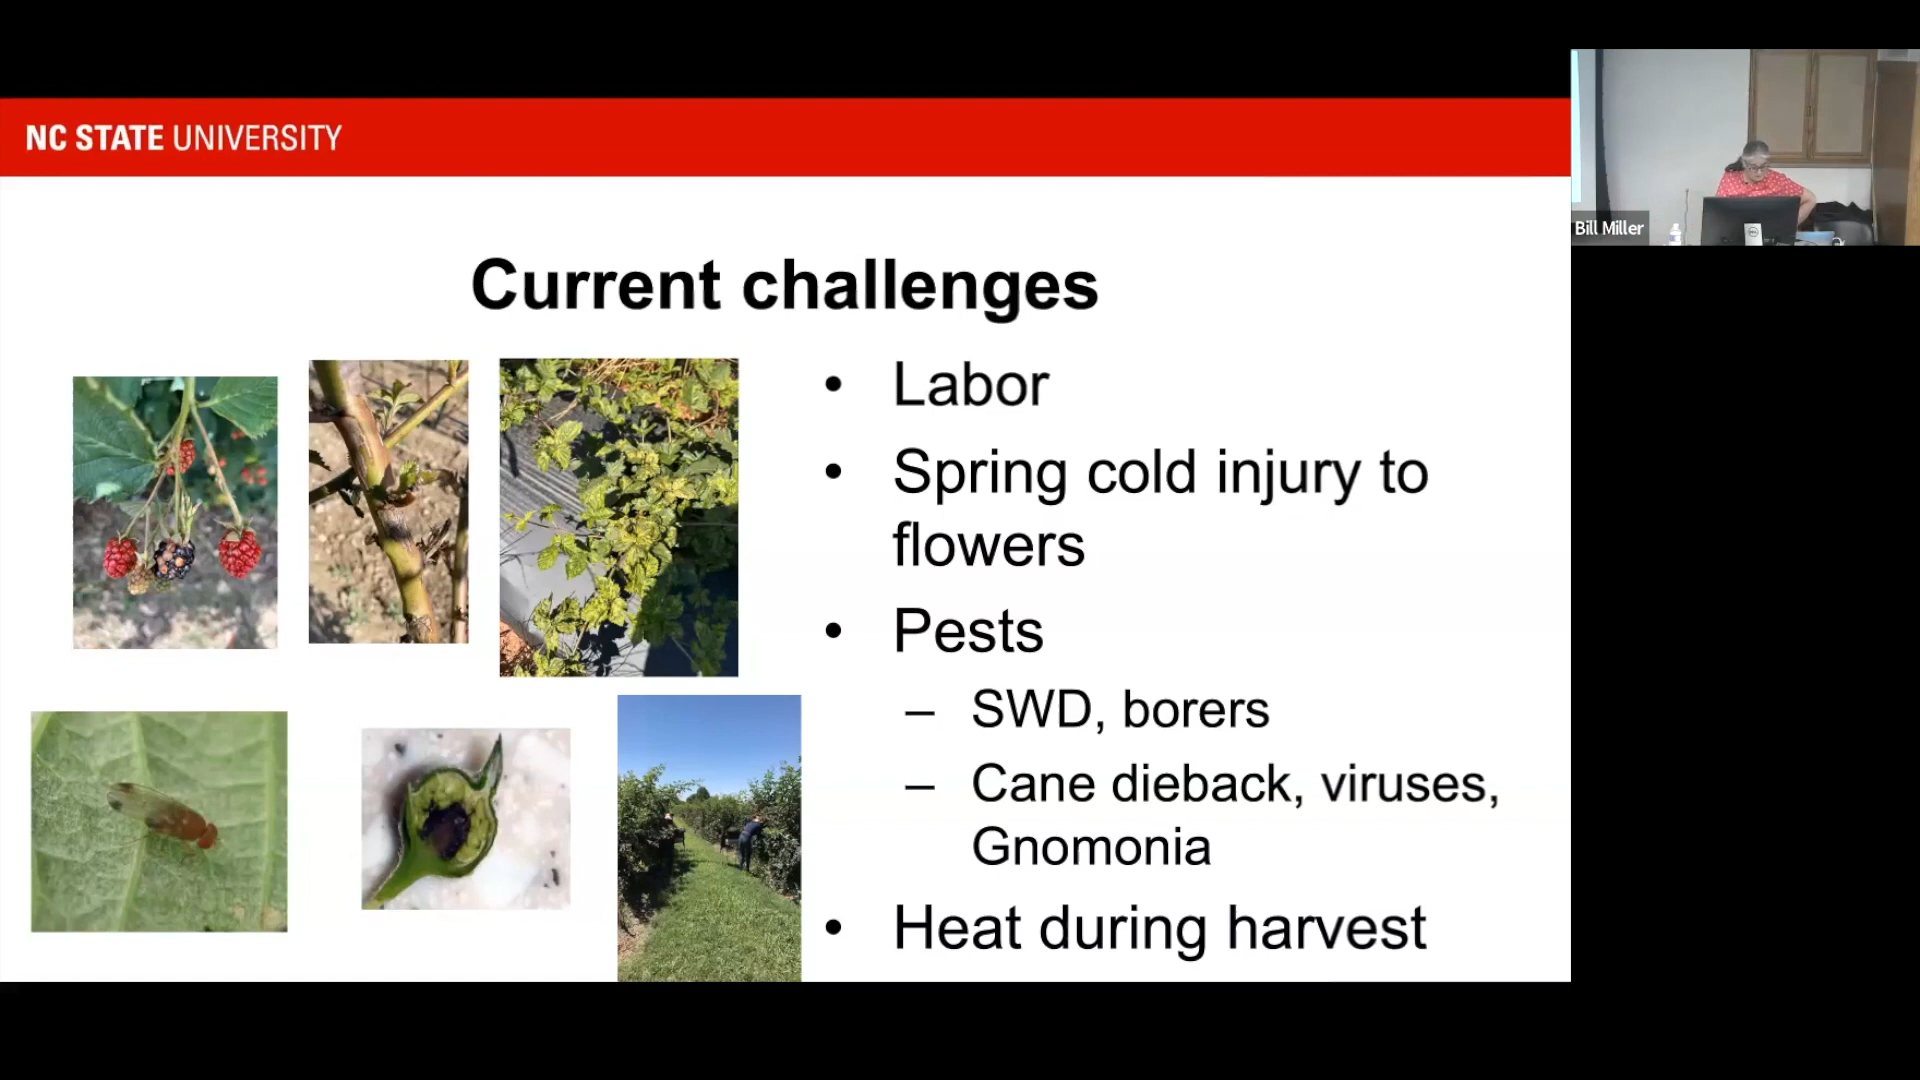 NC STATE UNIVERSITY
Bill Miller
Current challenges
• Labor
• Spring cold injury to
flowers
• Pests
– SWD, borers
– Cane dieback, viruses,
Gnomonia
• Heat during harvest